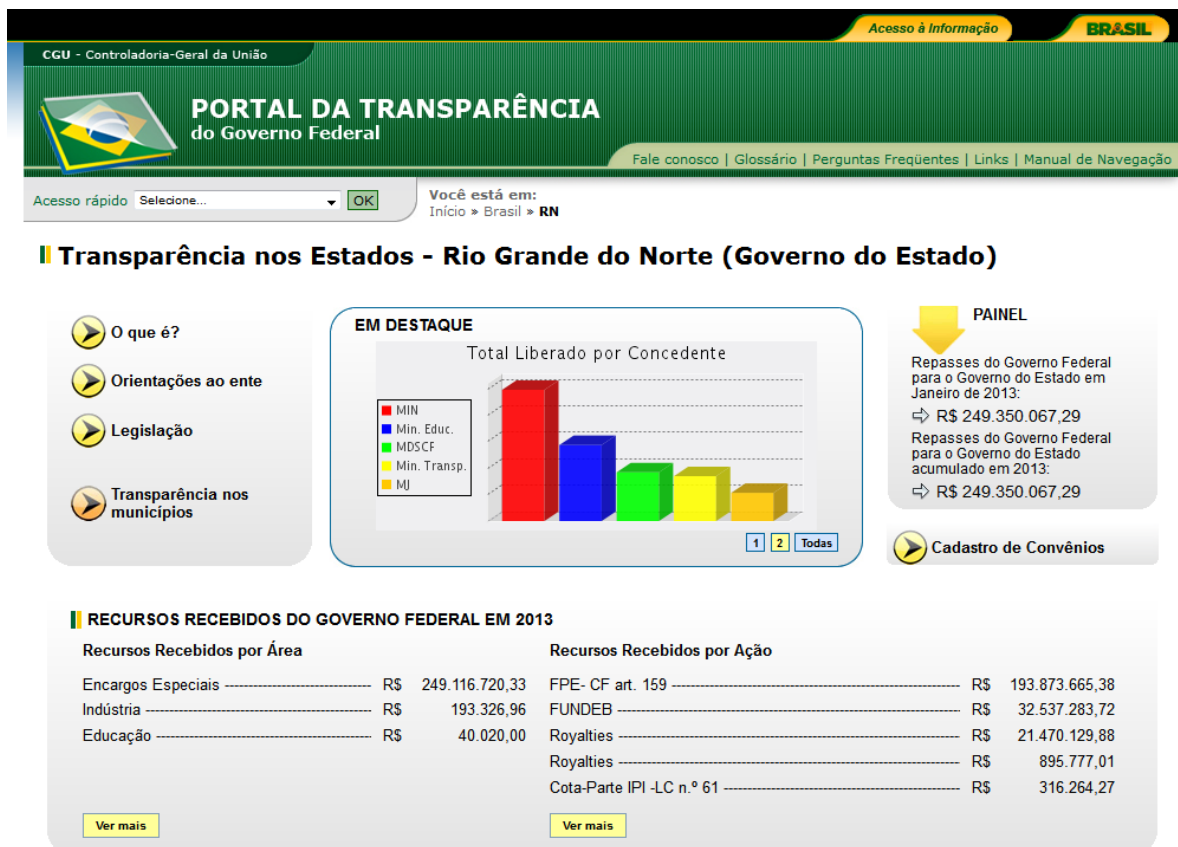 Acesso à Informação
BRASIL
CGU - Controladoria-Geral da União
PORTAL DA TRANSPARÊNCIA
do Governo Federal
Fale conosco | Glossário | Perguntas Freqüentes | Links | Manual de Navegação
Acesso rápido Selecione... OK
Você está em:
Início » Brasil » RN
Transparência nos Estados - Rio Grande do Norte (Governo do Estado)
O que é?
Orientações ao ente
Legislação
Transparência nos
municípios
EM DESTAQUE
Total Liberado por Concedente
MIN
Min. Educ.
MDSCF
Min. Transp.
MJ
1 2 Todas
PAINEL
Repasses do Governo Federal
para o Governo do Estado em
Janeiro de 2013:
R$ 249.350.067,29
Repasses do Governo Federal
para o Governo do Estado
acumulado em 2013:
R$ 249.350.067,29
Cadastro de Convênios
RECURSOS RECEBIDOS DO GOVERNO FEDERAL EM 2013
Recursos Recebidos por Área
Encargos Especiais R$ 249.116.720,33
Indústria R$ 193.326,96
Educação R$ 40.020,00
Ver mais
Recursos Recebidos por Ação
FPE- CF art. 159 R$ 193.873.665,38
FUNDEB R$ 32.537.283,72
Royalties R$ 21.470.129,88
Royalties R$ 895.777,01
Cota-Parte IPI -LC n.º 61 R$ 316.264,27
Ver mais